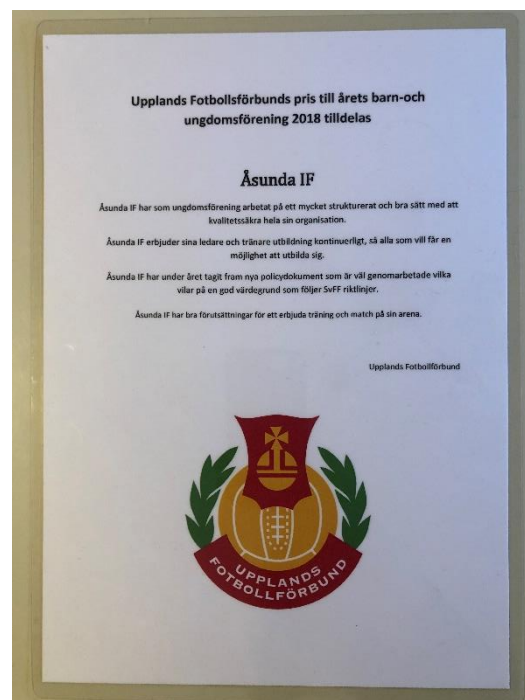 Upplands Fotbollsförbunds pris till årets barn-och
ungdomsförening 2018 tilldelas
Åsunda IF
Åsunda IF har som ungdomsförening arbetat på ett mycket strukturerat och bra sätt med att
kvalitetssäkra hela sin organisation.
Åsunda IF erbjuder sina ledare och tränare utbildning kontinuerligt, så alla som vill får en
möjlighet att utbilda sig.
Åsunda IF har under året tagit fram nya policydokument som är väl genomarbetade vilka
vilar på en god värdegrund som följer SvFF riktlinjer.
Åsunda IF har bra förutsättningar för ett erbjuda träning och match på sin arena.
Upplands Fotbollförbund
UPPLANDS
FOTBOLLFÖRBUND